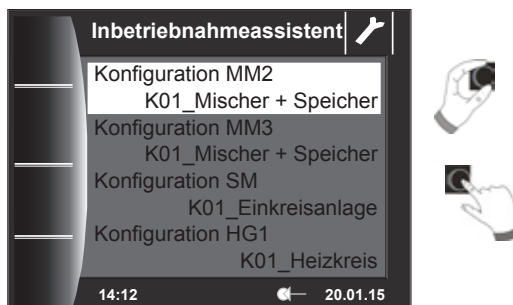 Inbetriebnahmeassistent
Konfiguration MM2
K01_Mischer + Speicher
Konfiguration MM3
K01_Mischer + Speicher
Konfiguration SM
K01_Einkreisanlage
Konfiguration HG1
K01_Heizkreis
14:12 20.01.15